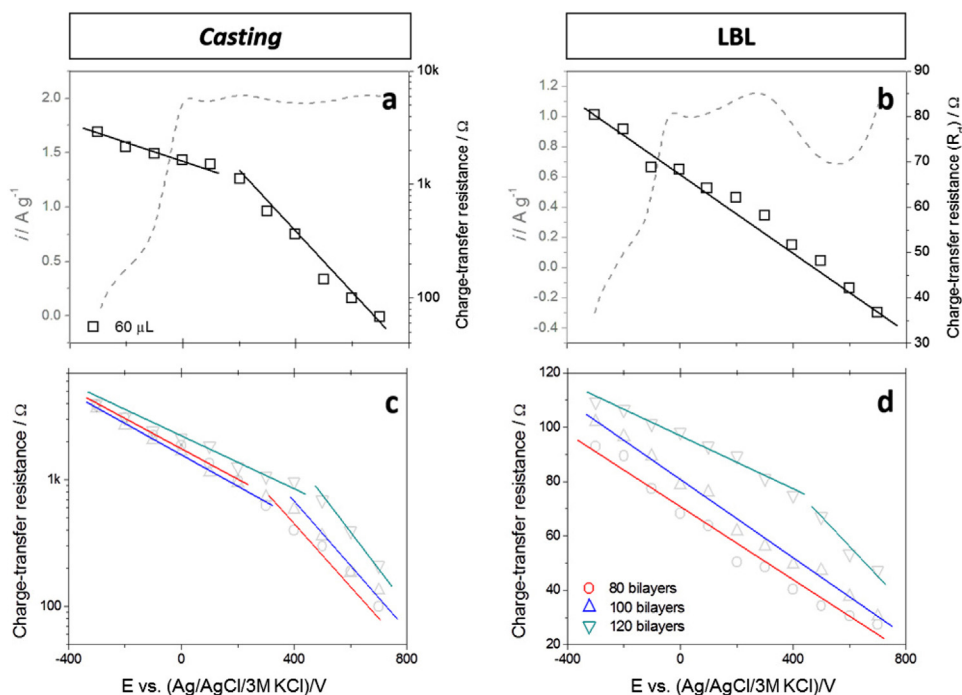 Casting
LBL
2.0
1.5
1.0
0.5
0.0
i / A g⁻¹
a
60 μL
10k
1k
100
Charge-transfer resistance / Ω
1.2
1.0
0.8
0.6
0.4
0.2
0.0
-0.2
-0.4
i / A g⁻¹
b
90
80
70
60
50
40
30
Charge-transfer resistance (Rct) / Ω
c
1k
100
Charge-transfer resistance / Ω
-400
0
400
800
E vs. (Ag/AgCl/3M KCl)/V
d
120
100
80
60
40
20
Charge-transfer resistance / Ω
80 bilayers
100 bilayers
120 bilayers
-400
0
400
800
E vs. (Ag/AgCl/3M KCl)/V